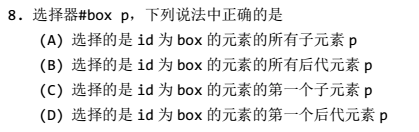 8. 选择器#box p，下列说法中正确的是
(A) 选择的是 id 为 box 的元素的所有子元素 p
(B) 选择的是 id 为 box 的元素的所有后代元素 p
(C) 选择的是 id 为 box 的元素的第一个子元素 p
(D) 选择的是 id 为 box 的元素的第一个后代元素 p